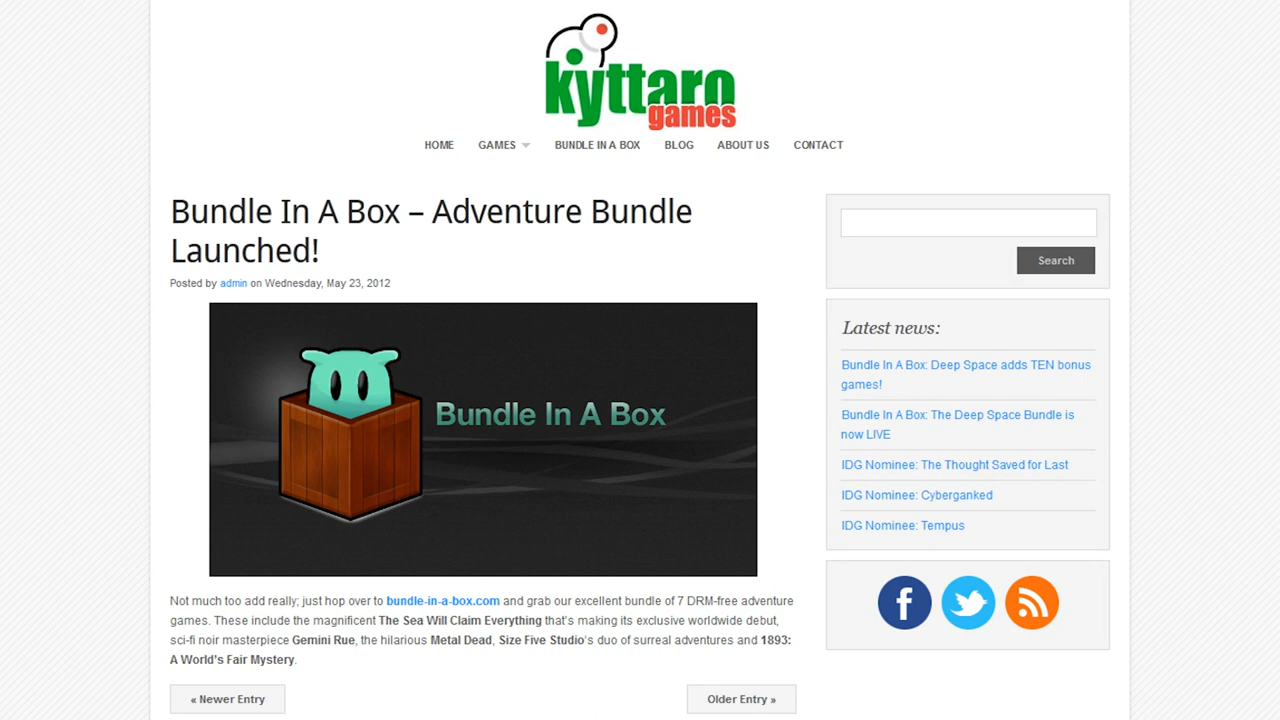 kyttaro
games
HOME GAMES BUNDLE IN A BOX BLOG ABOUT US CONTACT
Bundle In A Box – Adventure Bundle
Launched!
Posted by admin on Wednesday, May 23, 2012
Bundle In A Box
Not much too add really; just hop over to bundle-in-a-box.com and grab our excellent bundle of 7 DRM-free adventure
games. These include the magnificent The Sea Will Claim Everything that's making its exclusive worldwide debut,
sci-fi noir masterpiece Gemini Rue, the hilarious Metal Dead, Size Five Studio's duo of surreal adventures and 1893:
A World's Fair Mystery.
« Newer Entry
Older Entry »
Search
Latest news:
Bundle In A Box: Deep Space adds TEN bonus
games!
Bundle In A Box: The Deep Space Bundle is
now LIVE
IDG Nominee: The Thought Saved for Last
IDG Nominee: Cyberganked
IDG Nominee: Tempus